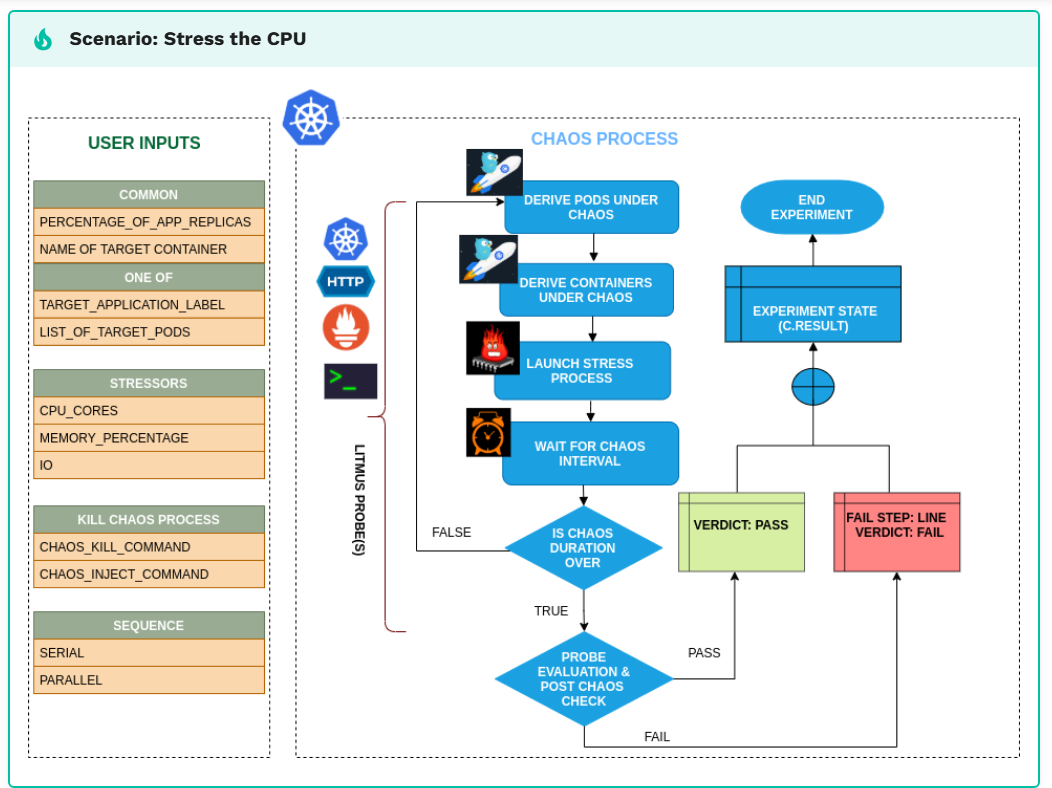 Scenario: Stress the CPU
USER INPUTS
COMMON
PERCENTAGE_OF_APP_REPLICAS
NAME OF TARGET CONTAINER
ONE OF
TARGET_APPLICATION_LABEL
LIST_OF_TARGET_PODS
STRESSORS
CPU_CORES
MEMORY_PERCENTAGE
IO
KILL CHAOS PROCESS
CHAOS_KILL_COMMAND
CHAOS_INJECT_COMMAND
SEQUENCE
SERIAL
PARALLEL
CHAOS PROCESS
HTTP
>_
LITMUS PROBE(S)
DERIVE PODS UNDER
CHAOS
DERIVE CONTAINERS
UNDER CHAOS
LAUNCH STRESS
PROCESS
WAIT FOR CHAOS
INTERVAL
IS CHAOS
DURATION
OVER
FALSE
TRUE
PROBE
EVALUATION &
POST CHAOS
CHECK
PASS
FAIL
VERDICT: PASS
FAIL STEP: LINE
VERDICT: FAIL
EXPERIMENT STATE
(C.RESULT)
END
EXPERIMENT